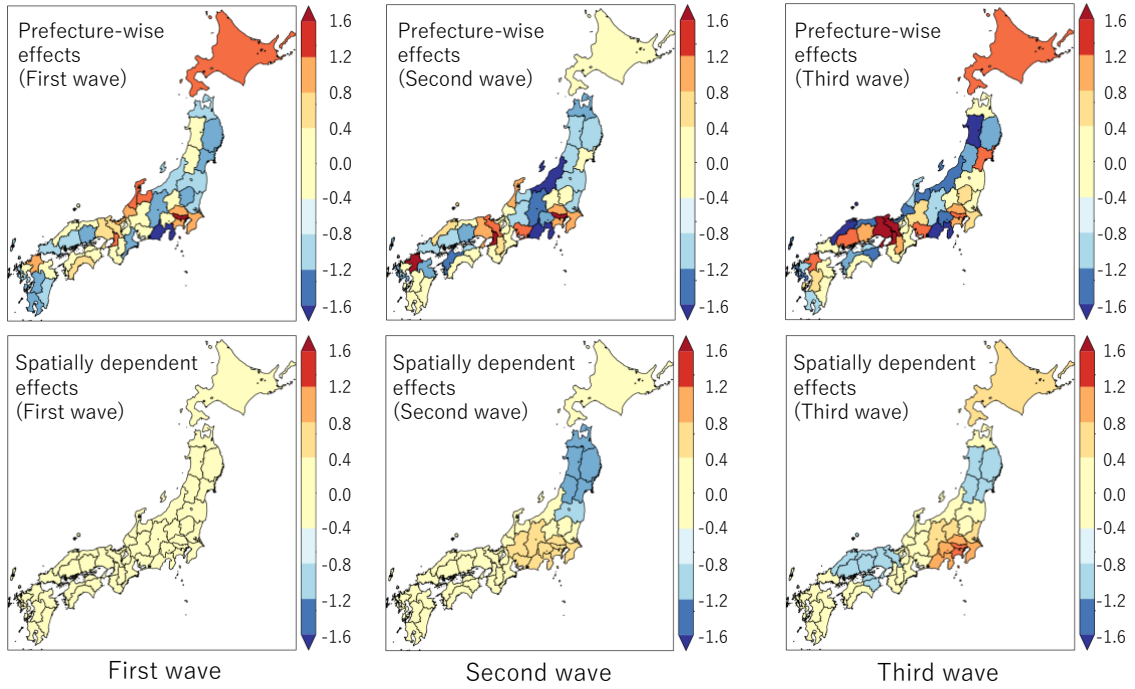 Prefecture-wise
effects
(First wave)
1.6
1.2
0.8
0.4
0.0
-0.4
-0.8
-1.2
-1.6
Prefecture-wise
effects
(Second wave)
1.6
1.2
0.8
0.4
0.0
-0.4
-0.8
-1.2
-1.6
Prefecture-wise
effects
(Third wave)
1.6
1.2
0.8
0.4
0.0
-0.4
-0.8
-1.2
-1.6
Spatially dependent
effects
(First wave)
1.6
1.2
0.8
0.4
0.0
-0.4
-0.8
-1.2
-1.6
Spatially dependent
effects
(Second wave)
1.6
1.2
0.8
0.4
0.0
-0.4
-0.8
-1.2
-1.6
Spatially dependent
effects
(Third wave)
1.6
1.2
0.8
0.4
0.0
-0.4
-0.8
-1.2
-1.6
First wave
Second wave
Third wave